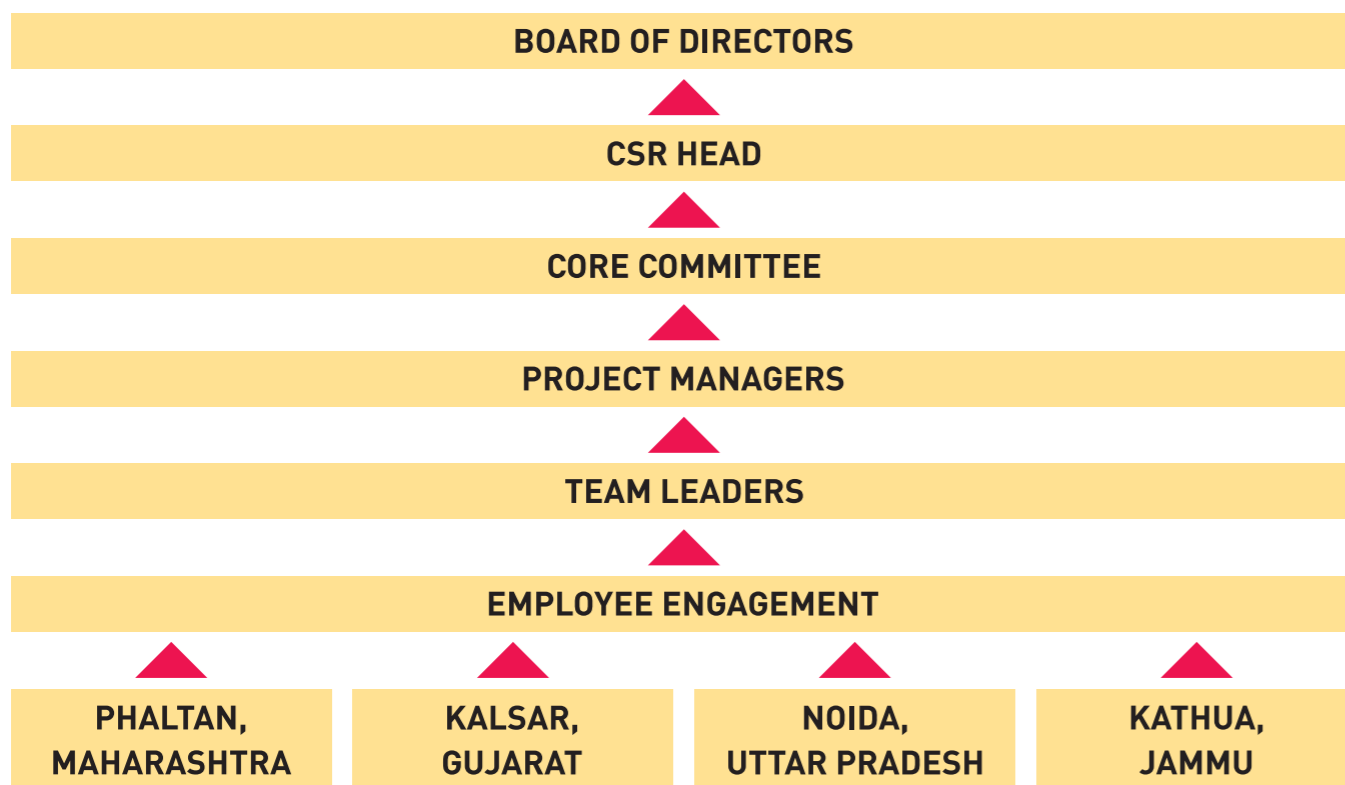 BOARD OF DIRECTORS
CSR HEAD
CORE COMMITTEE
PROJECT MANAGERS
TEAM LEADERS
EMPLOYEE ENGAGEMENT
PHALTAN,
MAHARASHTRA
KALSAR,
GUJARAT
NOIDA,
UTTAR PRADESH
KATHUA,
JAMMU